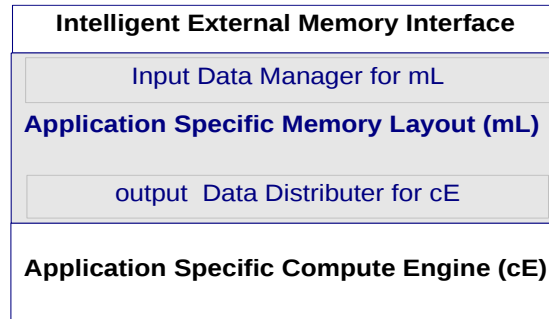 Intelligent External Memory Interface
Input Data Manager for mL
Application Specific Memory Layout (mL)
output  Data Distributer for cE
Application Specific Compute Engine (cE)